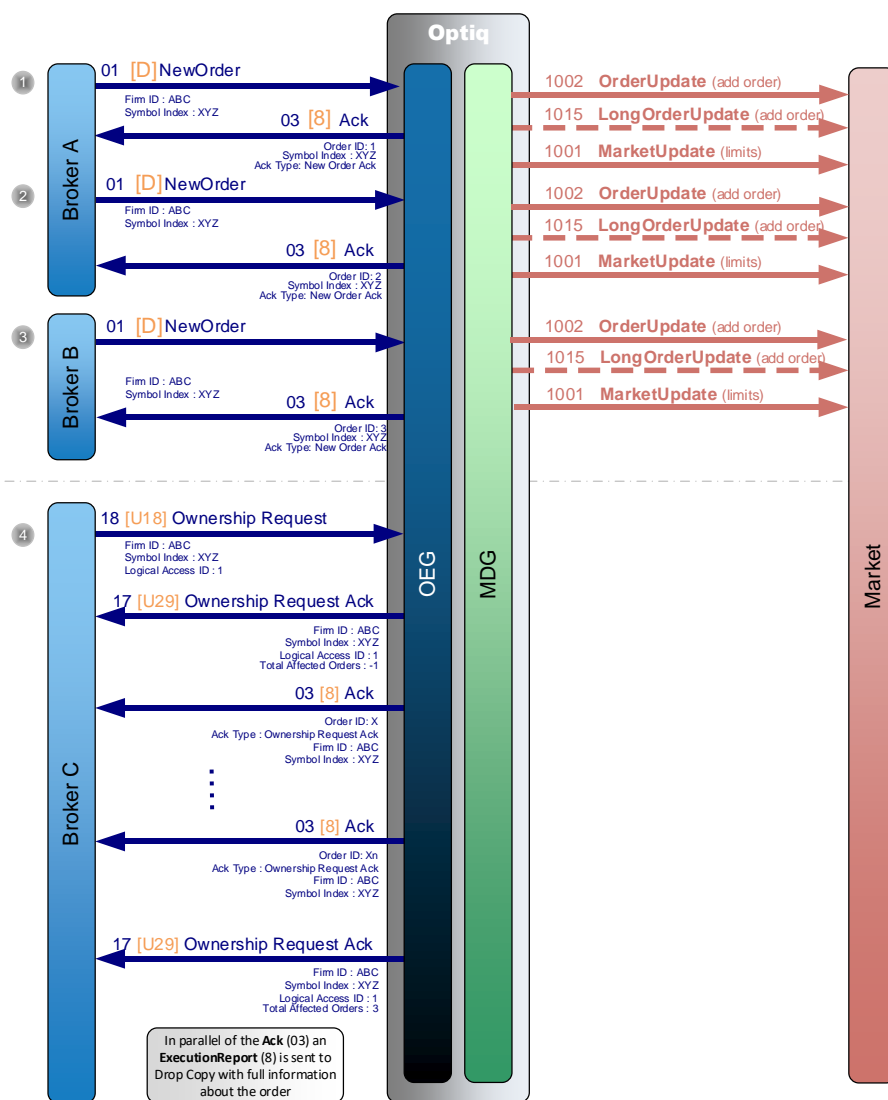 Optiq
1
Broker A
01 [D] NewOrder
Firm ID : ABC
Symbol Index : XYZ
03 [8] Ack
Order ID: 1
Symbol Index : XYZ
Ack Type: New Order Ack
1002 OrderUpdate (add order)
1015 LongOrderUpdate (add order)
1001 MarketUpdate (limits)
2
01 [D] NewOrder
Firm ID : ABC
Symbol Index : XYZ
03 [8] Ack
Order ID: 2
Symbol Index : XYZ
Ack Type: New Order Ack
1002 OrderUpdate (add order)
1015 LongOrderUpdate (add order)
1001 MarketUpdate (limits)
3
Broker B
01 [D] NewOrder
Firm ID : ABC
Symbol Index : XYZ
03 [8] Ack
Order ID: 3
Symbol Index : XYZ
Ack Type: New Order Ack
1002 OrderUpdate (add order)
1015 LongOrderUpdate (add order)
1001 MarketUpdate (limits)
OEG
MDG
Market
4
Broker C
18 [U18] Ownership Request
Firm ID : ABC
Symbol Index : XYZ
Logical Access ID : 1
17 [U29] Ownership Request Ack
Firm ID : ABC
Symbol Index : XYZ
Logical Access ID : 1
Total Affected Orders : -1
03 [8] Ack
Order ID: X
Ack Type : Ownership Request Ack
Firm ID : ABC
Symbol Index : XYZ
03 [8] Ack
Order ID: Xn
Ack Type : Ownership Request Ack
Firm ID : ABC
Symbol Index : XYZ
17 [U29] Ownership Request Ack
Firm ID : ABC
Symbol Index : XYZ
Logical Access ID : 1
Total Affected Orders : 3
In parallel of the Ack (03) an
ExecutionReport (8) is sent to
Drop Copy with full information
about the order